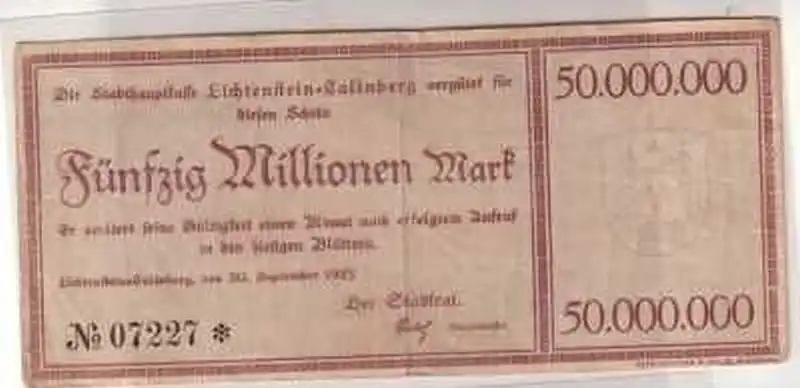 Die Stadthauptkasse Lichtenstein-Callnberg vergütet für
diesen Schein
Fünfzig Millionen Mark
Er verliert seine Gültigkeit einen Monat nach erfolgtem Aufruf
in den hiesigen Blättern.
Lichtenstein-Callnberg, den 20. September 1923
Der Stadtrat.
№ 07227 *
50.000.000
50.000.000